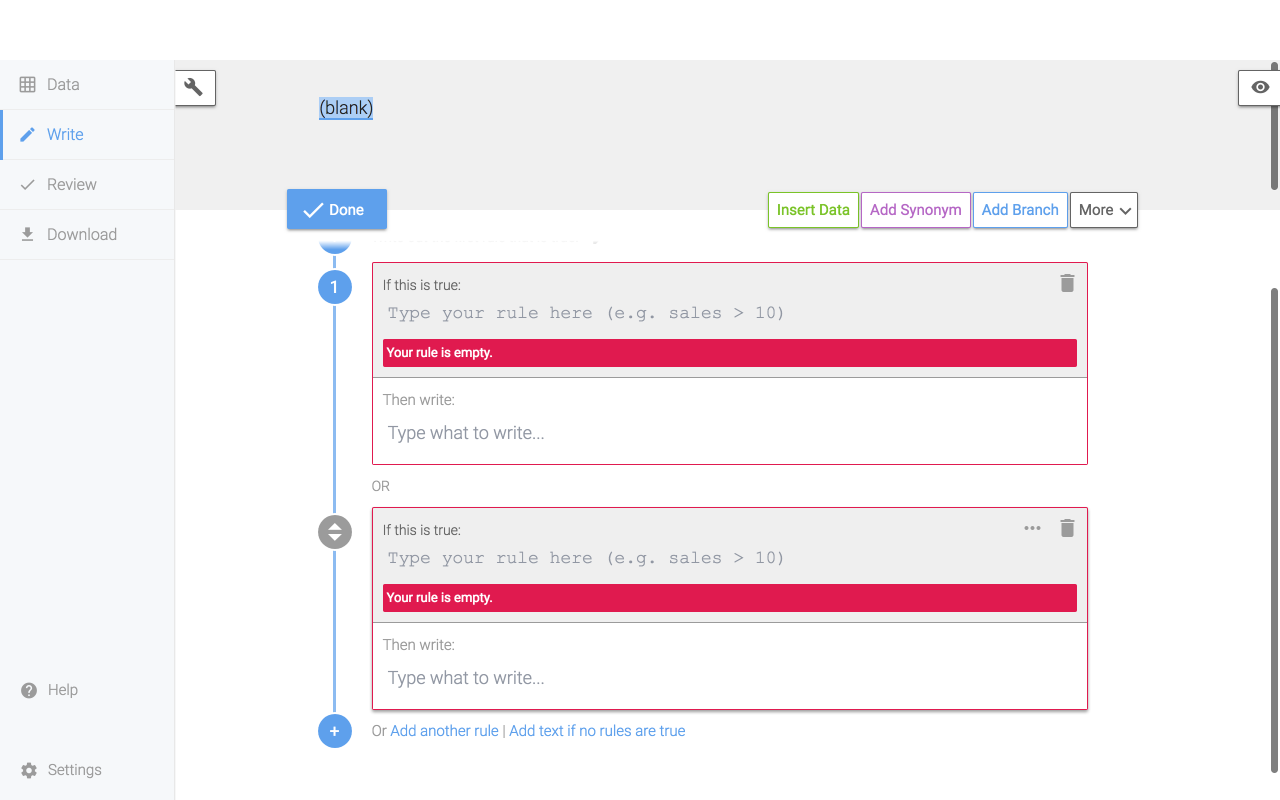 Data
Write
Review
Download
Help
Settings
(blank)
Done
Insert Data
Add Synonym
Add Branch
More
1
If this is true:
Type your rule here (e.g. sales > 10)
Your rule is empty.
Then write:
Type what to write...
OR
If this is true:
Type your rule here (e.g. sales > 10)
Your rule is empty.
Then write:
Type what to write...
+
Or Add another rule | Add text if no rules are true